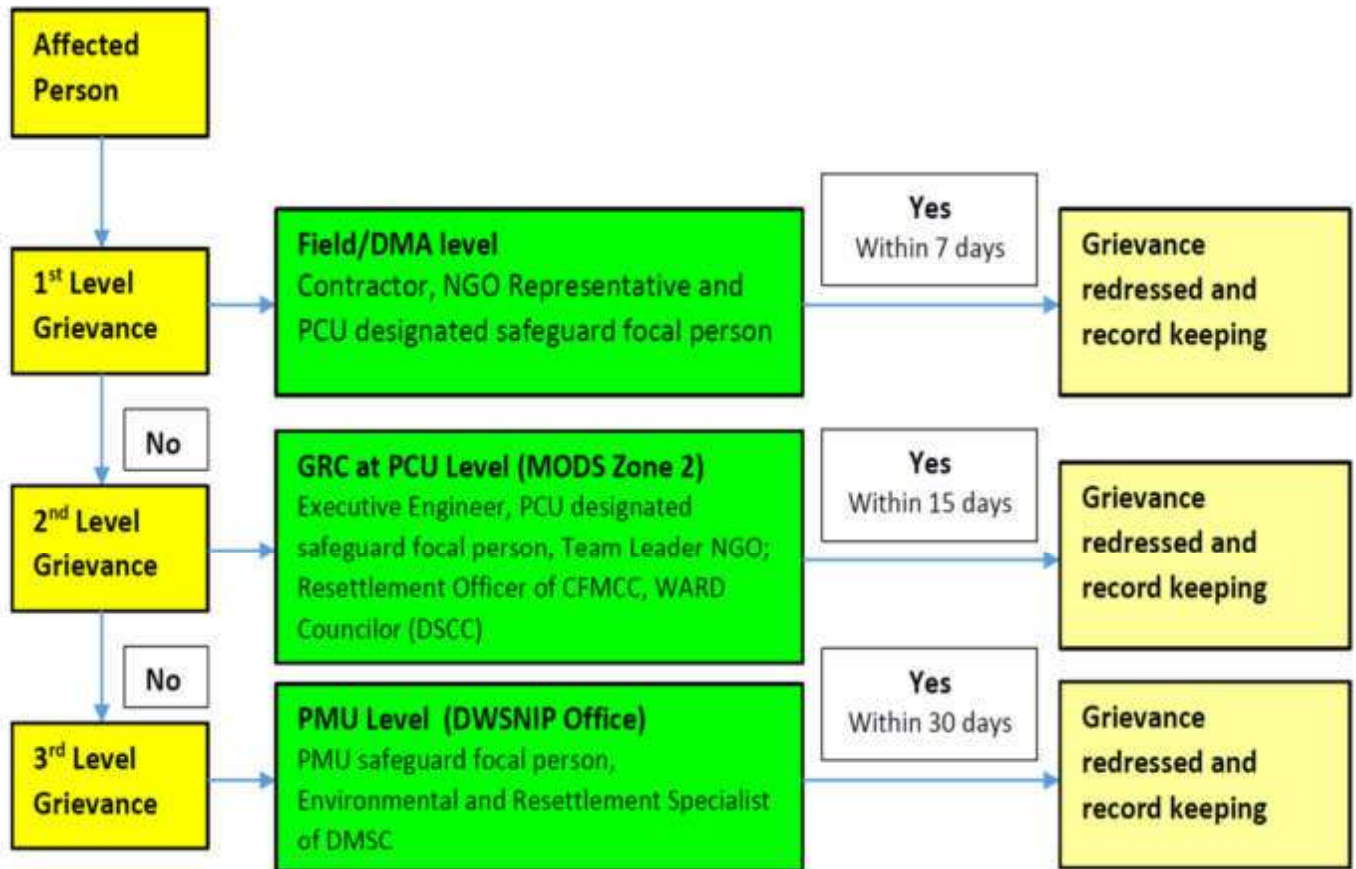 Affected
Person
1st Level
Grievance
Field/DMA level
Contractor, NGO Representative and
PCU designated safeguard focal person
Yes
Within 7 days
Grievance
redressed and
record keeping
No
2nd Level
Grievance
GRC at PCU Level (MODS Zone 2)
Executive Engineer, PCU designated
safeguard focal person, Team Leader NGO;
Resettlement Officer of CFMCC, WARD
Councilor (DSCC)
Yes
Within 15 days
Grievance
redressed and
record keeping
No
3rd Level
Grievance
PMU Level (DWSNIP Office)
PMU safeguard focal person,
Environmental and Resettlement Specialist
of DMSC
Yes
Within 30 days
Grievance
redressed and
record keeping